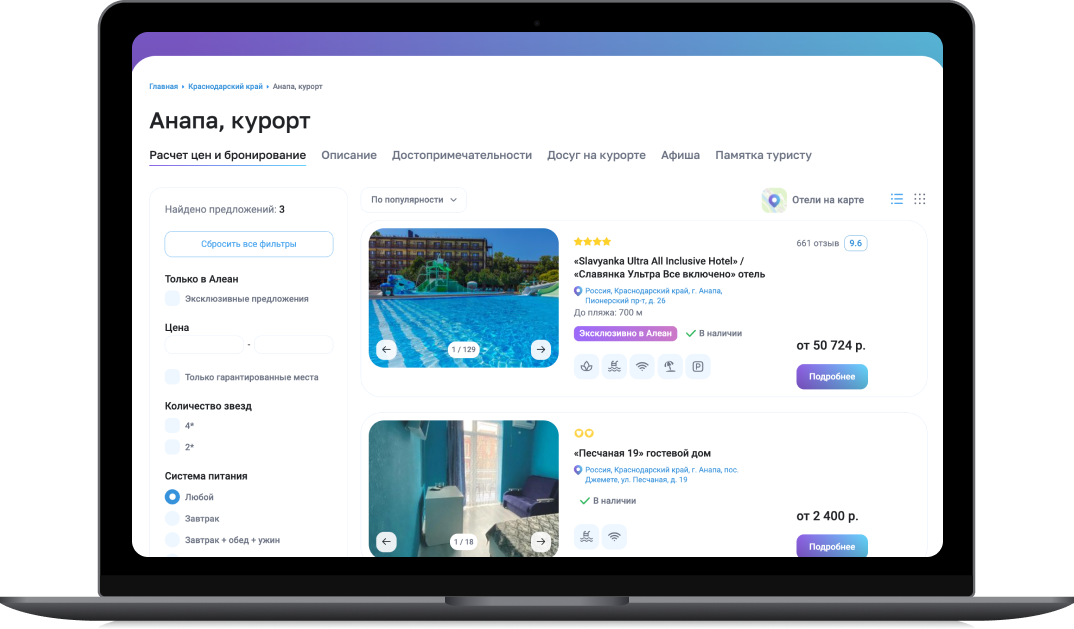 Главная
Краснодарский край
Анапа, курорт
Анапа, курорт
Расчет цен и бронирование
Описание
Достопримечательности
Досуг на курорте
Афиша
Памятка туристу
Найдено предложений: 3
Сбросить все фильтры
Только в Алеан
Эксклюзивные предложения
Цена
-
Только гарантированные места
Количество звезд
4*
2*
Система питания
Любой
Завтрак
Завтрак + обед + ужин
По популярности
Отели на карте
1 / 129
«Slavyanka Ultra All Inclusive Hotel» /
«Славянка Ультра Все включено» отель
Россия, Краснодарский край, г. Анапа,
Пионерский пр-т, д. 26
До пляжа: 700 м
Эксклюзивно в Алеан
В наличии
P
661 отзыв
9.6
от 50 724 р.
Подробнее
1 / 18
«Песчаная 19» гостевой дом
Россия, Краснодарский край, г. Анапа, пос.
Джемете, ул. Песчаная, д. 19
В наличии
от 2 400 р.
Подробнее